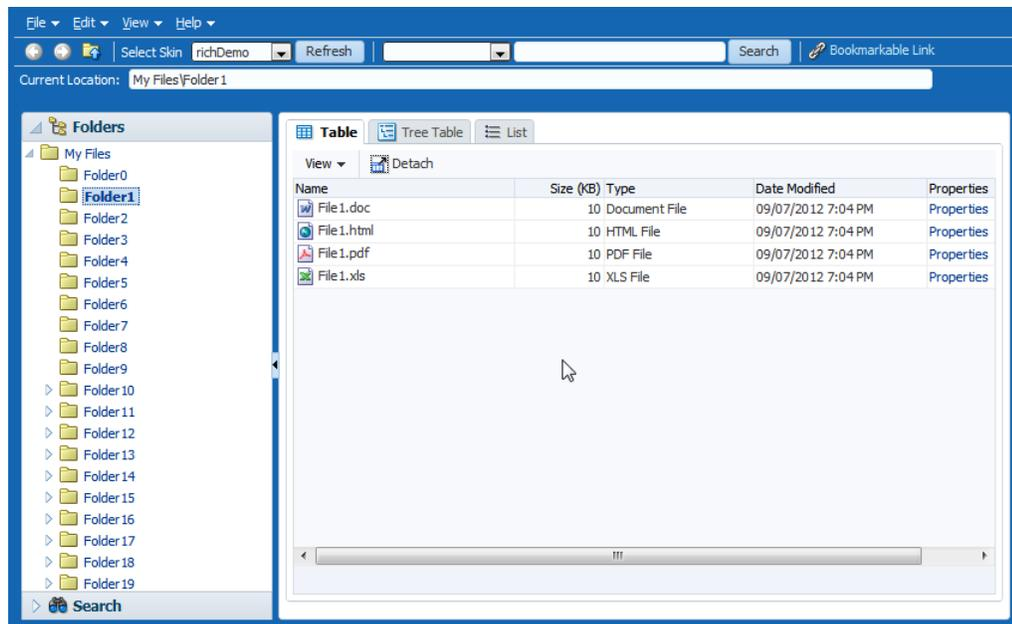 File Edit View Help
Select Skin richDemo Refresh Search Bookmarkable Link
Current Location: My Files\Folder1
Folders
My Files
Folder0
Folder1
Folder2
Folder3
Folder4
Folder5
Folder6
Folder7
Folder8
Folder9
Folder10
Folder11
Folder12
Folder13
Folder14
Folder15
Folder16
Folder17
Folder18
Folder19
Search
Table Tree Table List
View Detach
Name Size (KB) Type Date Modified Properties
File1.doc 10 Document File 09/07/2012 7:04 PM Properties
File1.html 10 HTML File 09/07/2012 7:04 PM Properties
File1.pdf 10 PDF File 09/07/2012 7:04 PM Properties
File1.xls 10 XLS File 09/07/2012 7:04 PM Properties